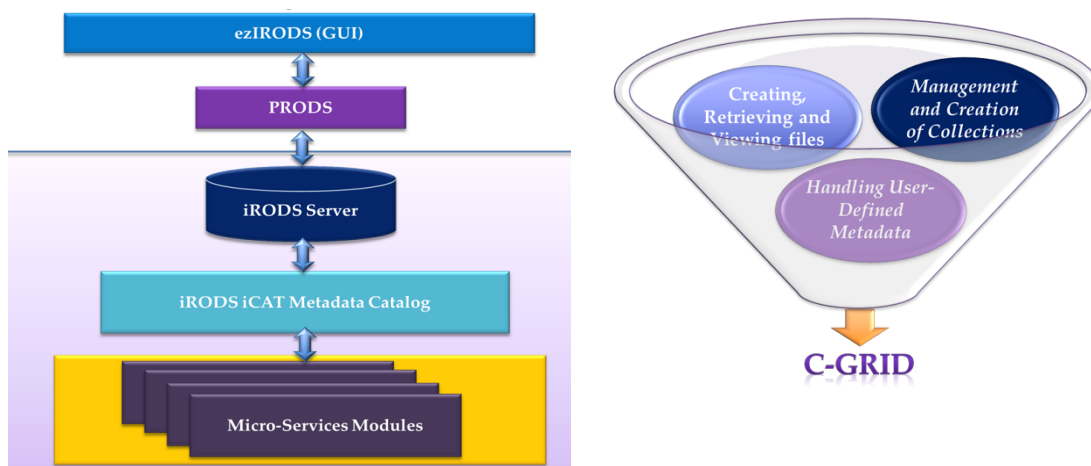 ezIRODS (GUI)
PRODS
iRODS Server
iRODS iCAT Metadata Catalog
Micro-Services Modules
Creating,
Retrieving and
Viewing files
Management
and Creation
of Collections
Handling User-
Defined
Metadata
C-GRID